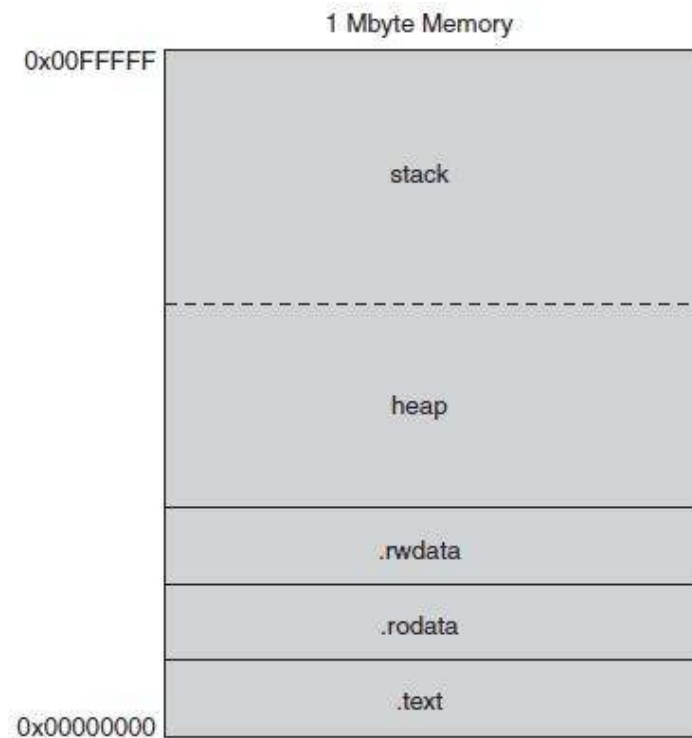 1 Mbyte Memory
0x00FFFFF
stack
heap
.rwdata
.rodata
.text
0x00000000